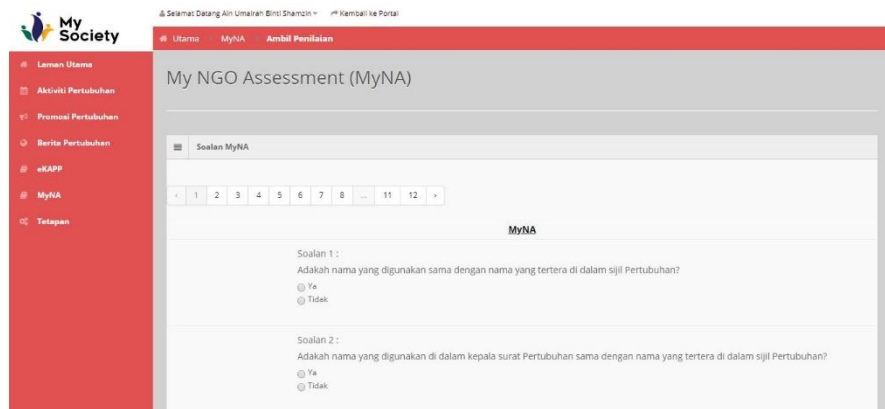 My
Society
Selamat Datang Ain Umairah Binti Shamzin
Kembali ke Portal
Utama
MyNA
Ambil Penilaian
Laman Utama
Aktiviti Pertubuhan
Promosi Pertubuhan
Berita Pertubuhan
eKAPP
MyNA
Tetapan
My NGO Assessment (MyNA)
Soalan MyNA
‹ 1 2 3 4 5 6 7 8 ... 11 12 ›
MyNA
Soalan 1 :
Adakah nama yang digunakan sama dengan nama yang tertera di dalam sijil Pertubuhan?
Ya
Tidak
Soalan 2 :
Adakah nama yang digunakan di dalam kepala surat Pertubuhan sama dengan nama yang tertera di dalam sijil Pertubuhan?
Ya
Tidak